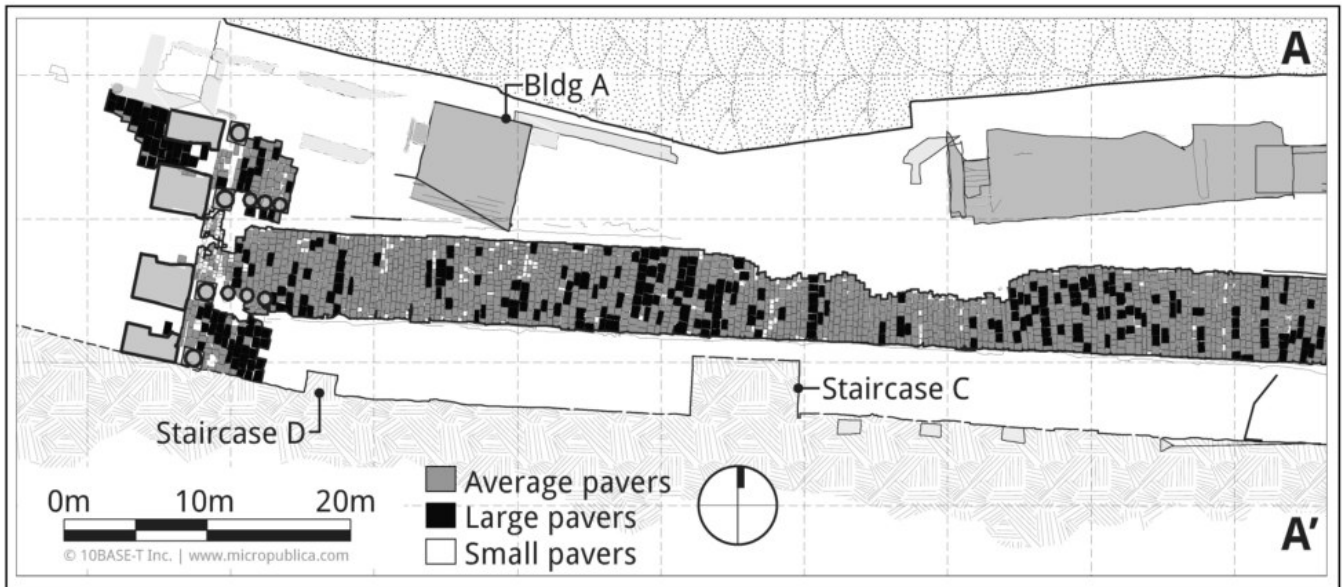 A
Bldg A
Staircase C
Staircase D
0m 10m 20m
Average pavers
Large pavers
Small pavers
© 10BASE-T Inc. | www.micropublica.com
A'